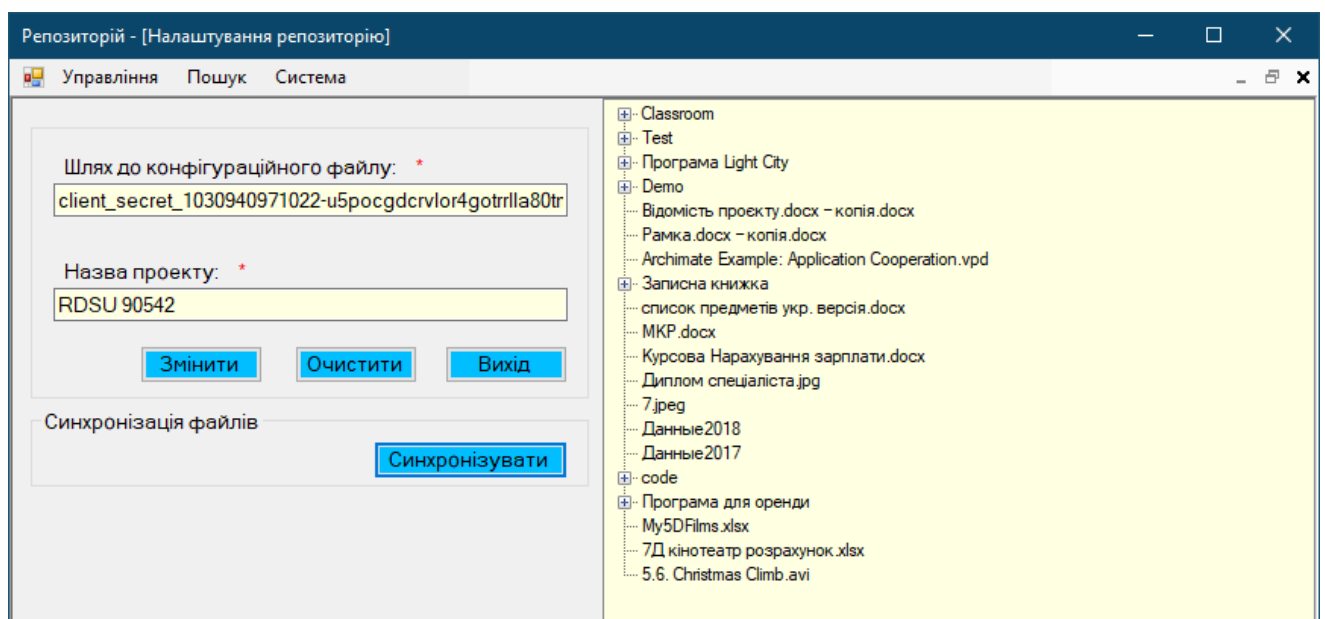 Репозиторій - [Налаштування репозиторію]
Управління Пошук Система
Шлях до конфігураційного файлу: *
client_secret_1030940971022-u5pocgdcrvlor4gotrrlla80tr
Назва проекту: *
RDSU 90542
Змінити Очистити Вихід
Синхронізація файлів
Синхронізувати
Classroom
Test
Програма Light City
Demo
Відомість проєкту.docx – копія.docx
Рамка.docx – копія.docx
Archimate Example: Application Cooperation.vpd
Записна книжка
список предметів укр. версія.docx
МКР.docx
Курсова Нарахування зарплати.docx
Диплом спеціаліста.jpg
7.jpeg
Данные2018
Данные2017
code
Програма для оренди
My5DFilms.xlsx
7Д кінотеатр розрахунок.xlsx
5.6. Christmas Climb.avi